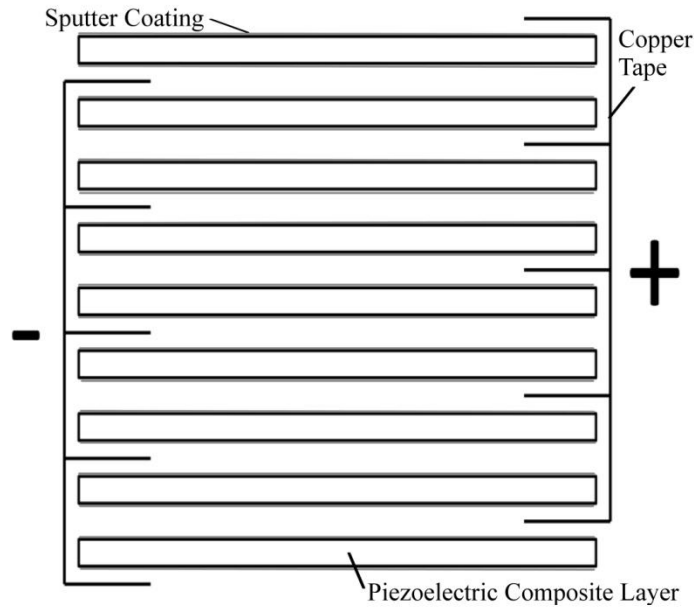 Sputter Coating
Copper
Tape
+
-
Piezoelectric Composite Layer